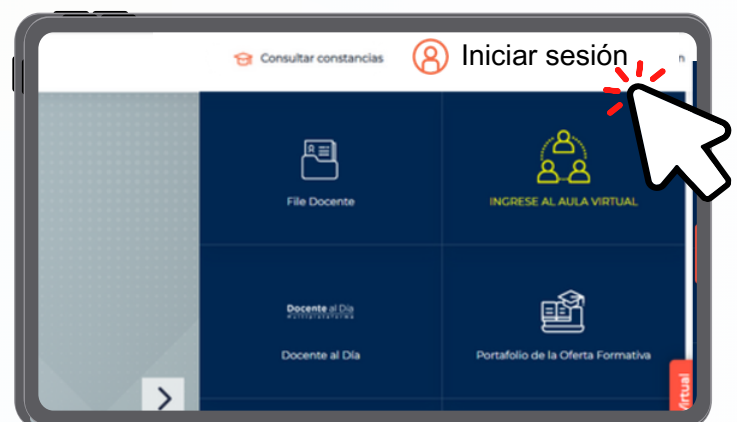 Consultar constancias
Iniciar sesión
File Docente
INGRESE AL AULA VIRTUAL
Docente al Día
Docente al Día
Portafolio de la Oferta Formativa
Virtual